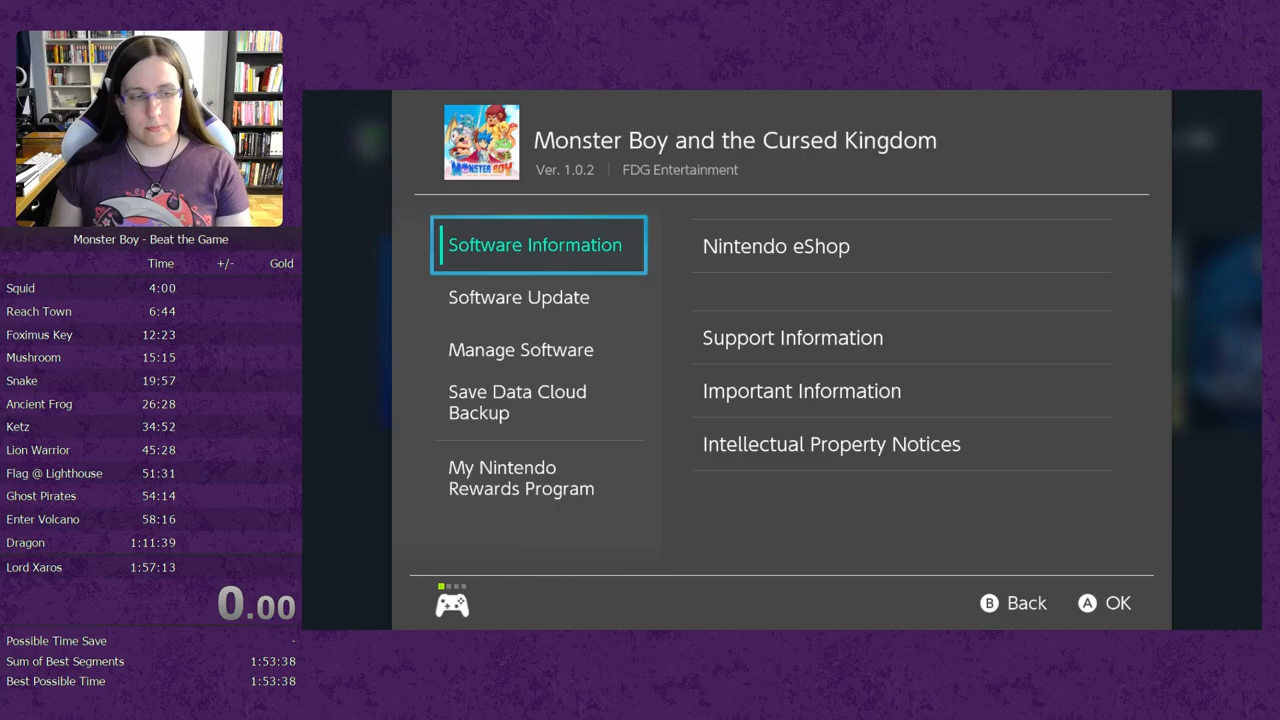 Monster Boy - Beat the Game
Time +/- Gold
Squid 4:00
Reach Town 6:44
Foximus Key 12:23
Mushroom 15:15
Snake 19:57
Ancient Frog 26:28
Ketz 34:52
Lion Warrior 45:28
Flag @ Lighthouse 51:31
Ghost Pirates 54:14
Enter Volcano 58:16
Dragon 1:11:39
Lord Xaros 1:57:13
0.00
Possible Time Save -
Sum of Best Segments 1:53:38
Best Possible Time 1:53:38
MONSTER BOY
Monster Boy and the Cursed Kingdom
Ver. 1.0.2 | FDG Entertainment
Software Information
Software Update
Manage Software
Save Data Cloud
Backup
My Nintendo
Rewards Program
Nintendo eShop
Support Information
Important Information
Intellectual Property Notices
B Back A OK